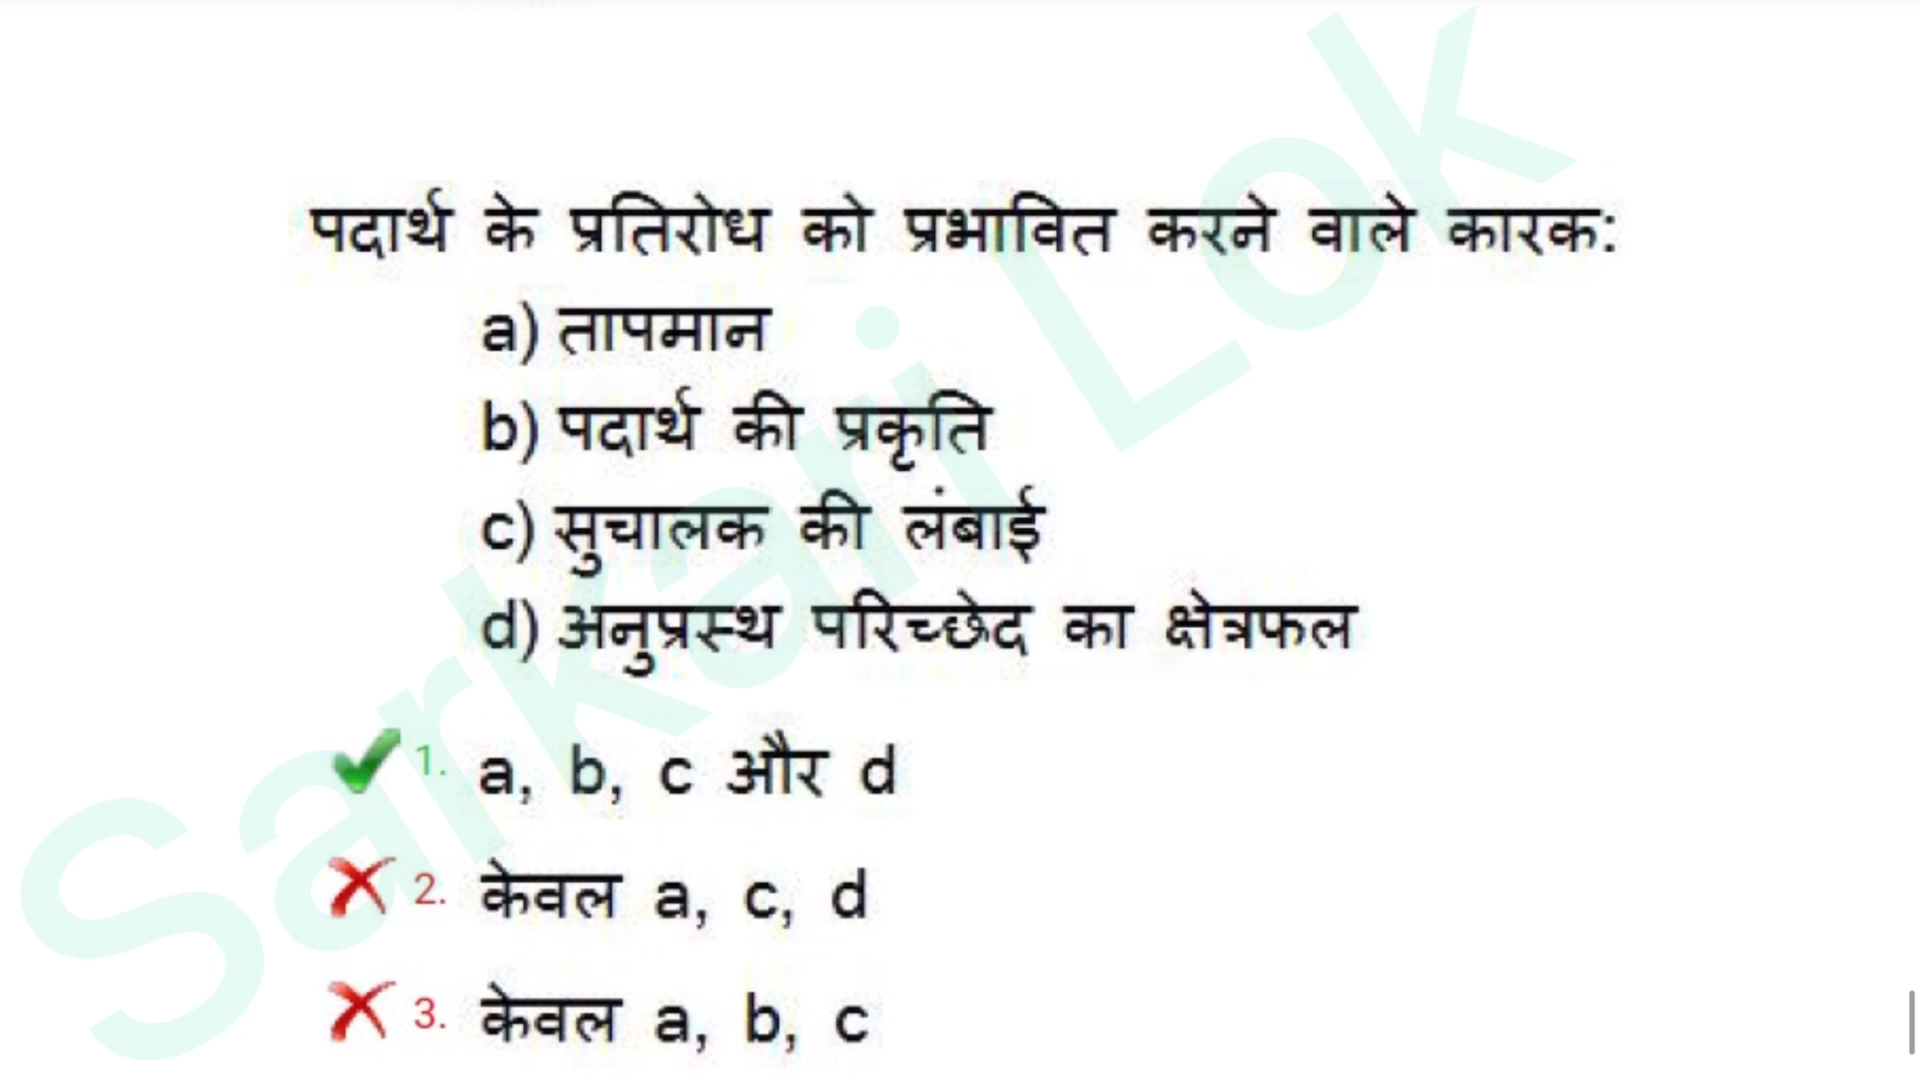 पदार्थ के प्रतिरोध को प्रभावित करने वाले कारक:
a) तापमान
b) पदार्थ की प्रकृति
c) सुचालक की लंबाई
d) अनुप्रस्थ परिच्छेद का क्षेत्रफल
1. a, b, c और d
2. केवल a, c, d
3. केवल a, b, c
Sarkari Lok